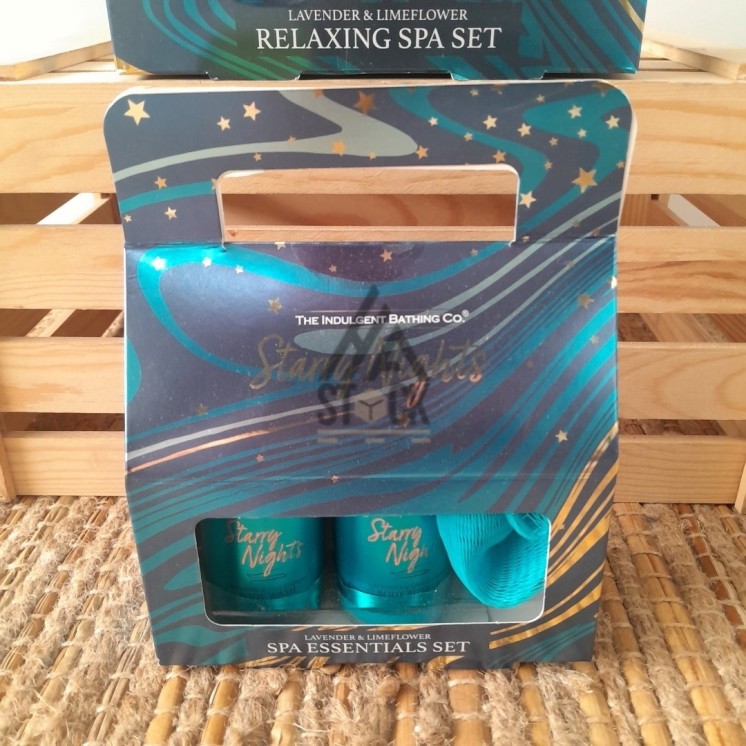 LAVENDER & LIMEFLOWER
RELAXING SPA SET
THE INDULGENT BATHING CO.®
Starry Nights
Starry
Nights
Starry
Nigh
LAVENDER & LIMEFLOWER
SPA ESSENTIALS SET